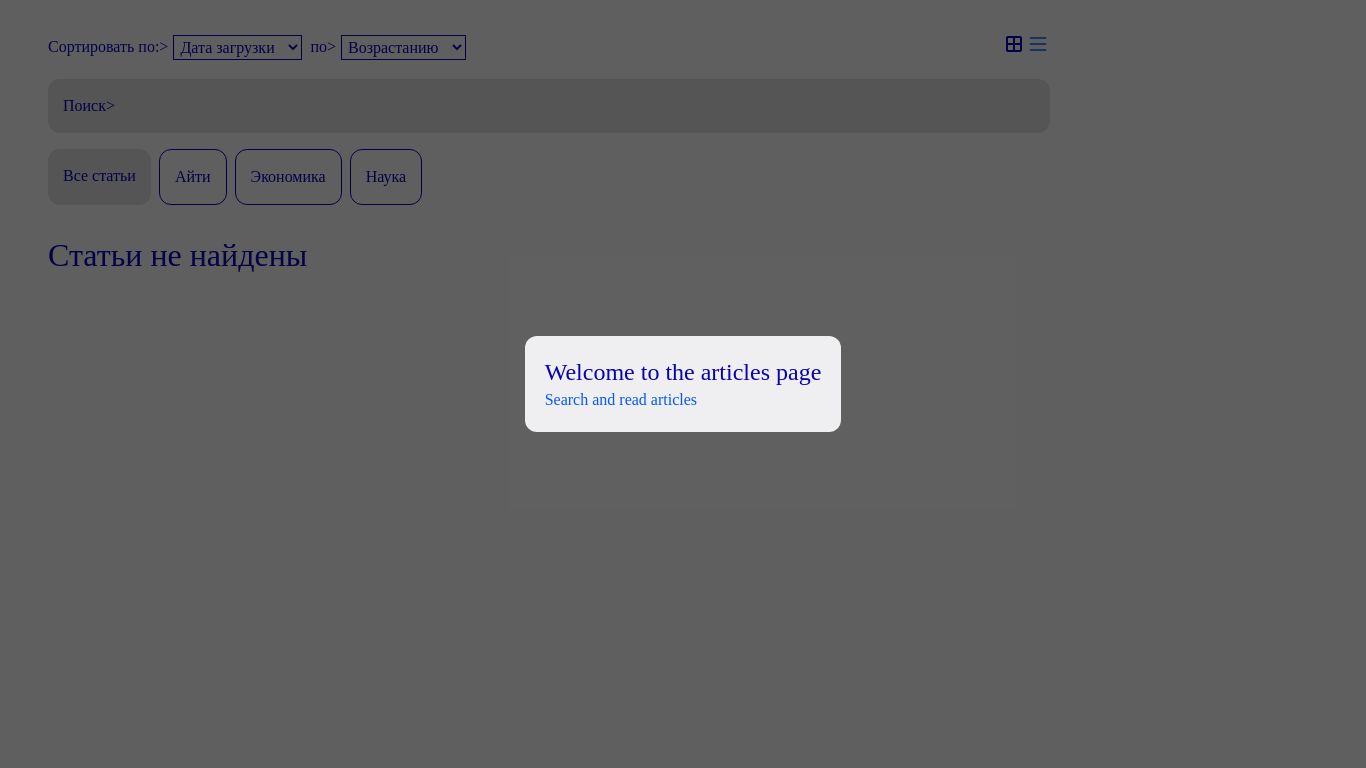 Сортировать по:> Дата загрузки по> Возрастанию
Поиск>
Все статьи Айти Экономика Наука
Статьи не найдены
Welcome to the articles page
Search and read articles